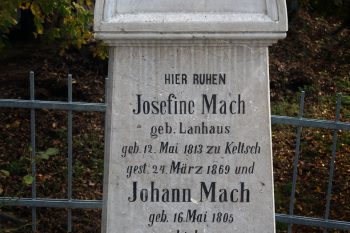 HIER RUHEN
Josefine Mach
geb. Lanhaus
geb. 12. Mai 1813 zu Keltsch
gest. 24. März 1869 und
Johann Mach
geb. 16. Mai 1805